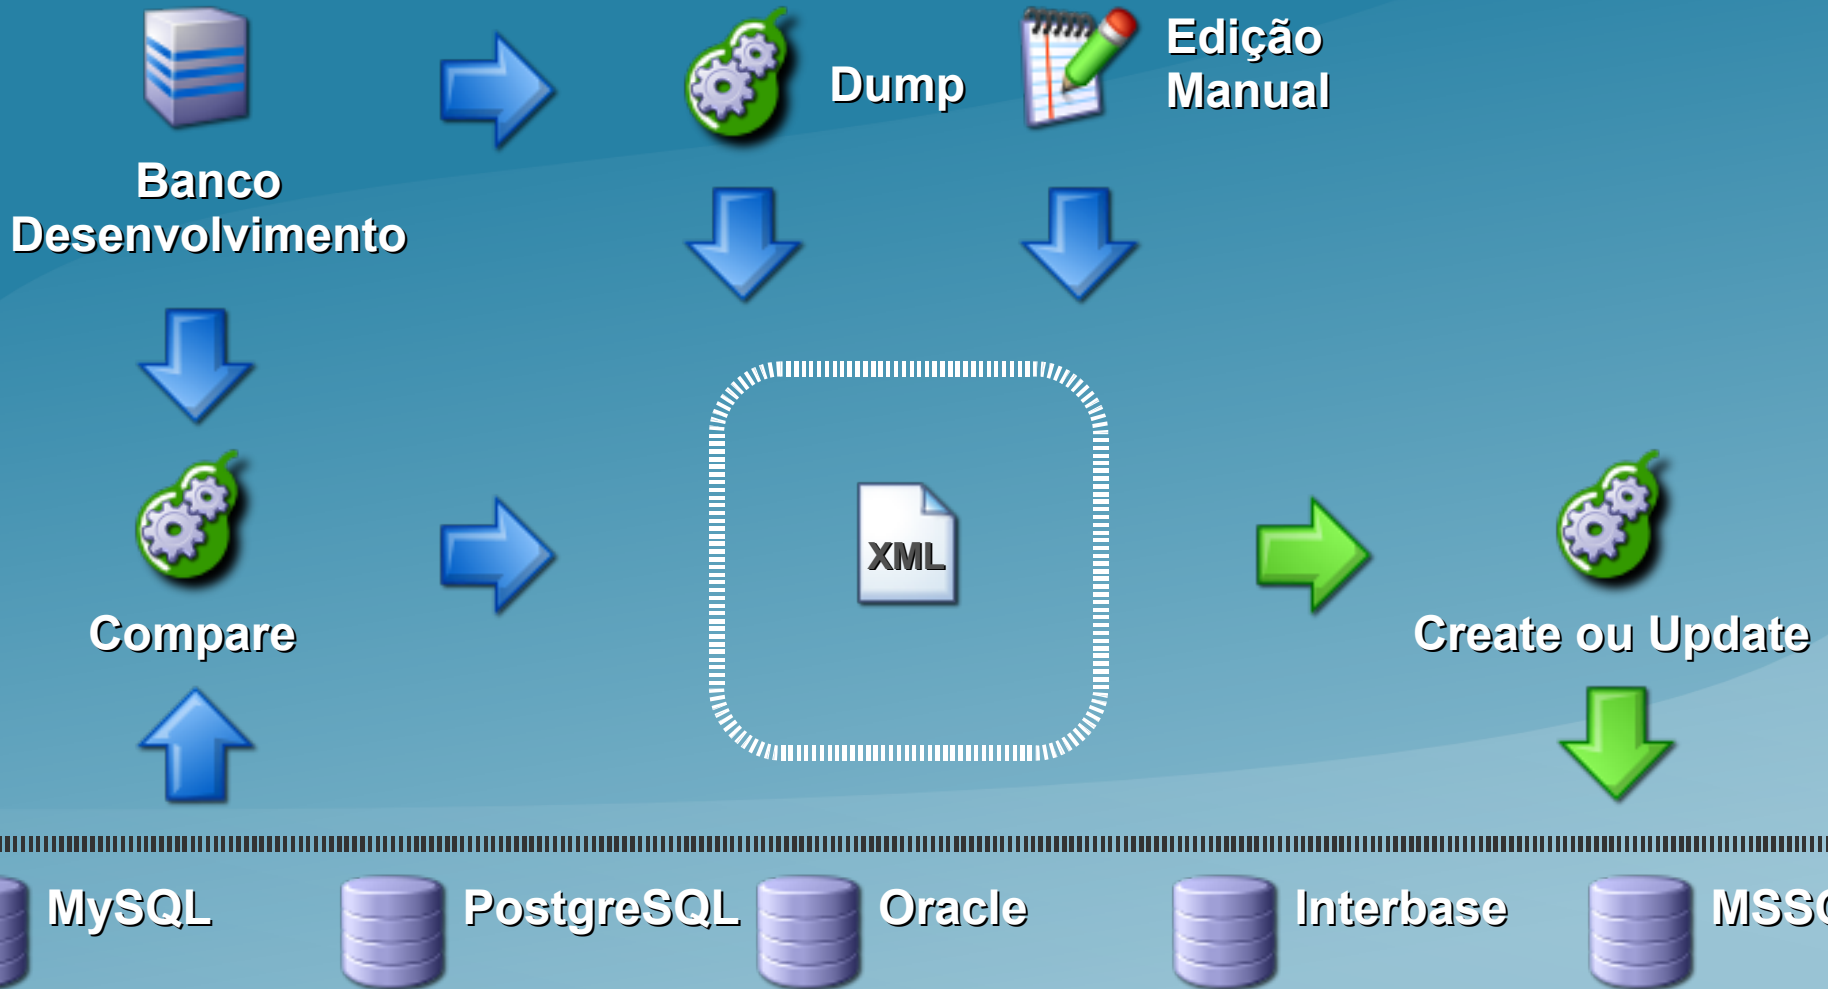 Edição
Manual
Dump
Banco
Desenvolvimento
XML
Compare
Create ou Update
MySQL
PostgreSQL
Oracle
Interbase